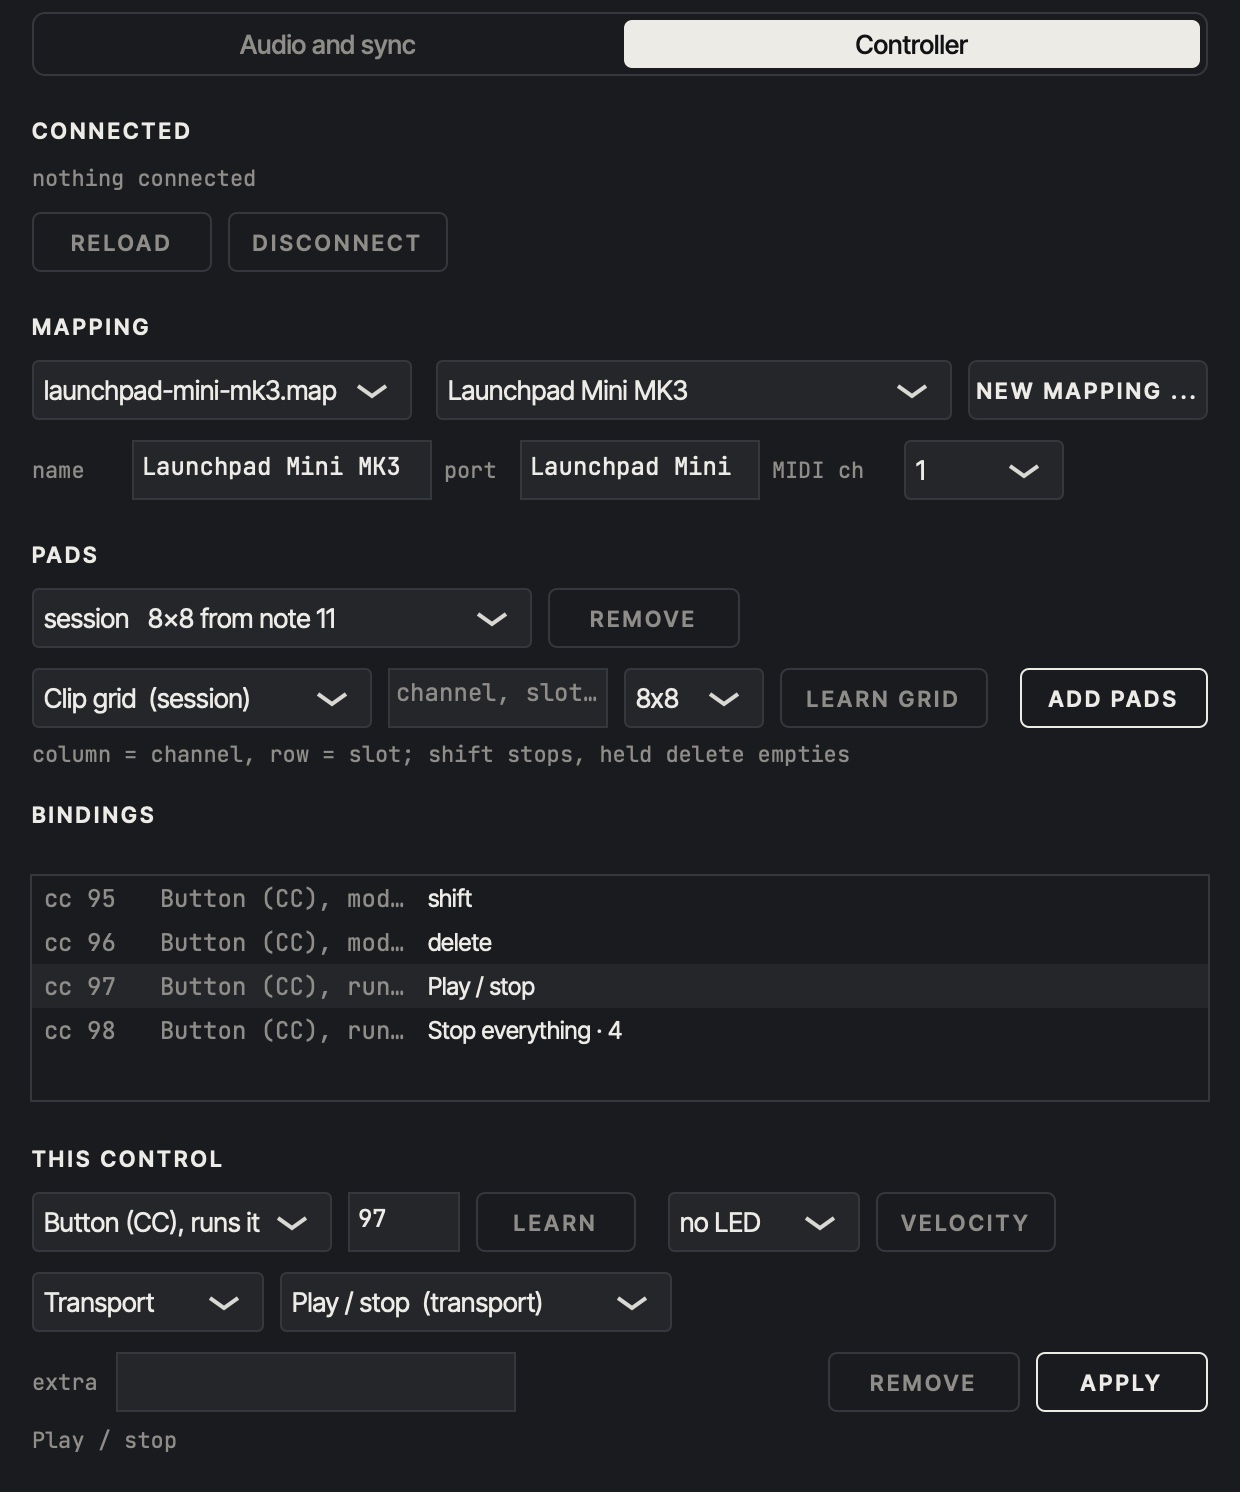 Audio and sync Controller
CONNECTED
nothing connected
RELOAD DISCONNECT
MAPPING
launchpad-mini-mk3.map Launchpad Mini MK3 NEW MAPPING ...
name Launchpad Mini MK3 port Launchpad Mini MIDI ch 1
PADS
session 8×8 from note 11 REMOVE
Clip grid (session) channel, slot… 8x8 LEARN GRID ADD PADS
column = channel, row = slot; shift stops, held delete empties
BINDINGS
cc 95 Button (CC), mod… shift
cc 96 Button (CC), mod… delete
cc 97 Button (CC), run… Play / stop
cc 98 Button (CC), run… Stop everything · 4
THIS CONTROL
Button (CC), runs it 97 LEARN no LED VELOCITY
Transport Play / stop (transport)
extra REMOVE APPLY
Play / stop